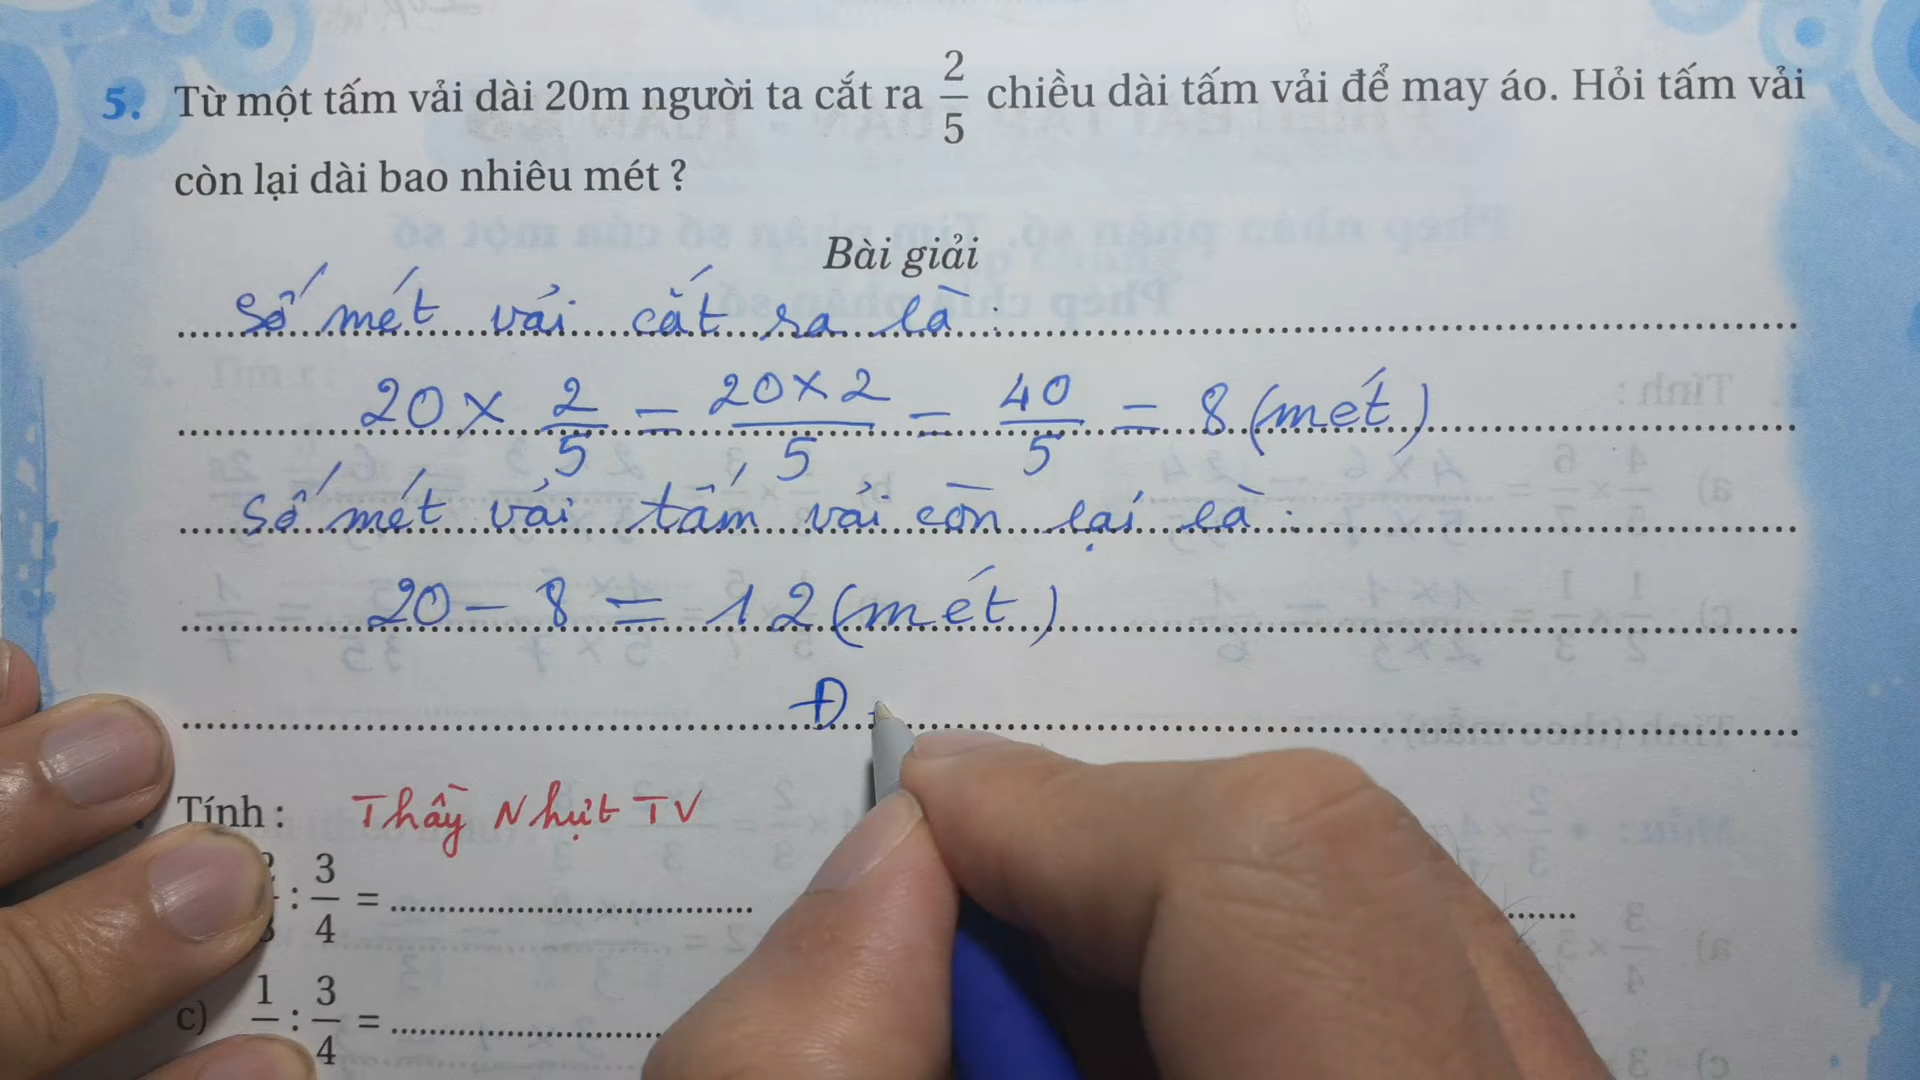 5. Từ một tấm vải dài 20m người ta cắt ra 2/5 chiều dài tấm vải để may áo. Hỏi tấm vải
còn lại dài bao nhiêu mét ?
Bài giải
Số mét vải cắt ra là :
20 × 2/5 = 20 × 2/5 = 40/5 = 8 (mét)
Số mét vải tấm vải còn lại là :
20 - 8 = 12 (mét)
Đ
Tính : Thầy Nhựt TV
: 3/4 =
c) 1 : 3/4 =